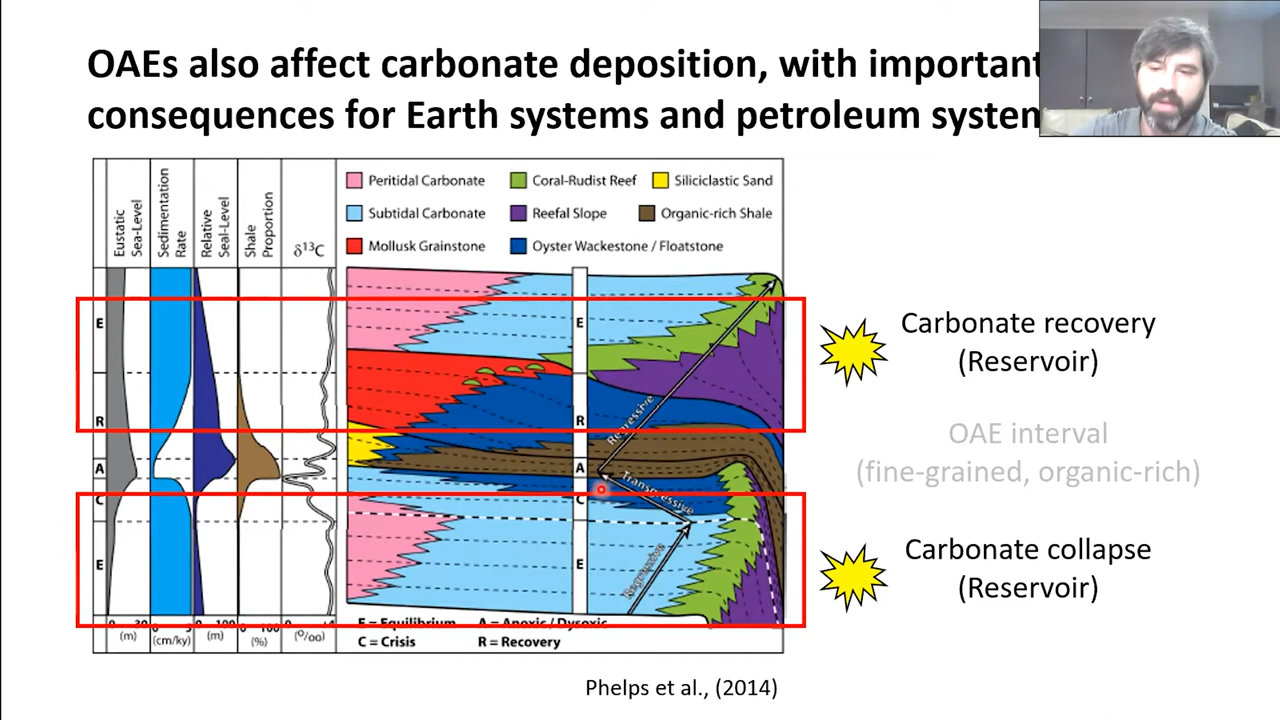 OAEs also affect carbonate deposition, with important
consequences for Earth systems and petroleum system
Eustatic
Sea-Level
Sedimentation
Rate
Relative
Seal-Level
Shale
Proportion
δ¹³C
Peritidal Carbonate
Coral-Rudist Reef
Siliciclastic Sand
Subtidal Carbonate
Reefal Slope
Organic-rich Shale
Mollusk Grainstone
Oyster Wackestone / Floatstone
E
R
A
C
E
E
R
A
C
E
Regressive
Transgressive
Regressive
(m)
(cm/ky)
(m)
(%)
(º/oo)
E = Equilibrium
A = Anoxic / Dysoxic
C = Crisis
R = Recovery
Carbonate recovery
(Reservoir)
OAE interval
(fine-grained, organic-rich)
Carbonate collapse
(Reservoir)
Phelps et al., (2014)